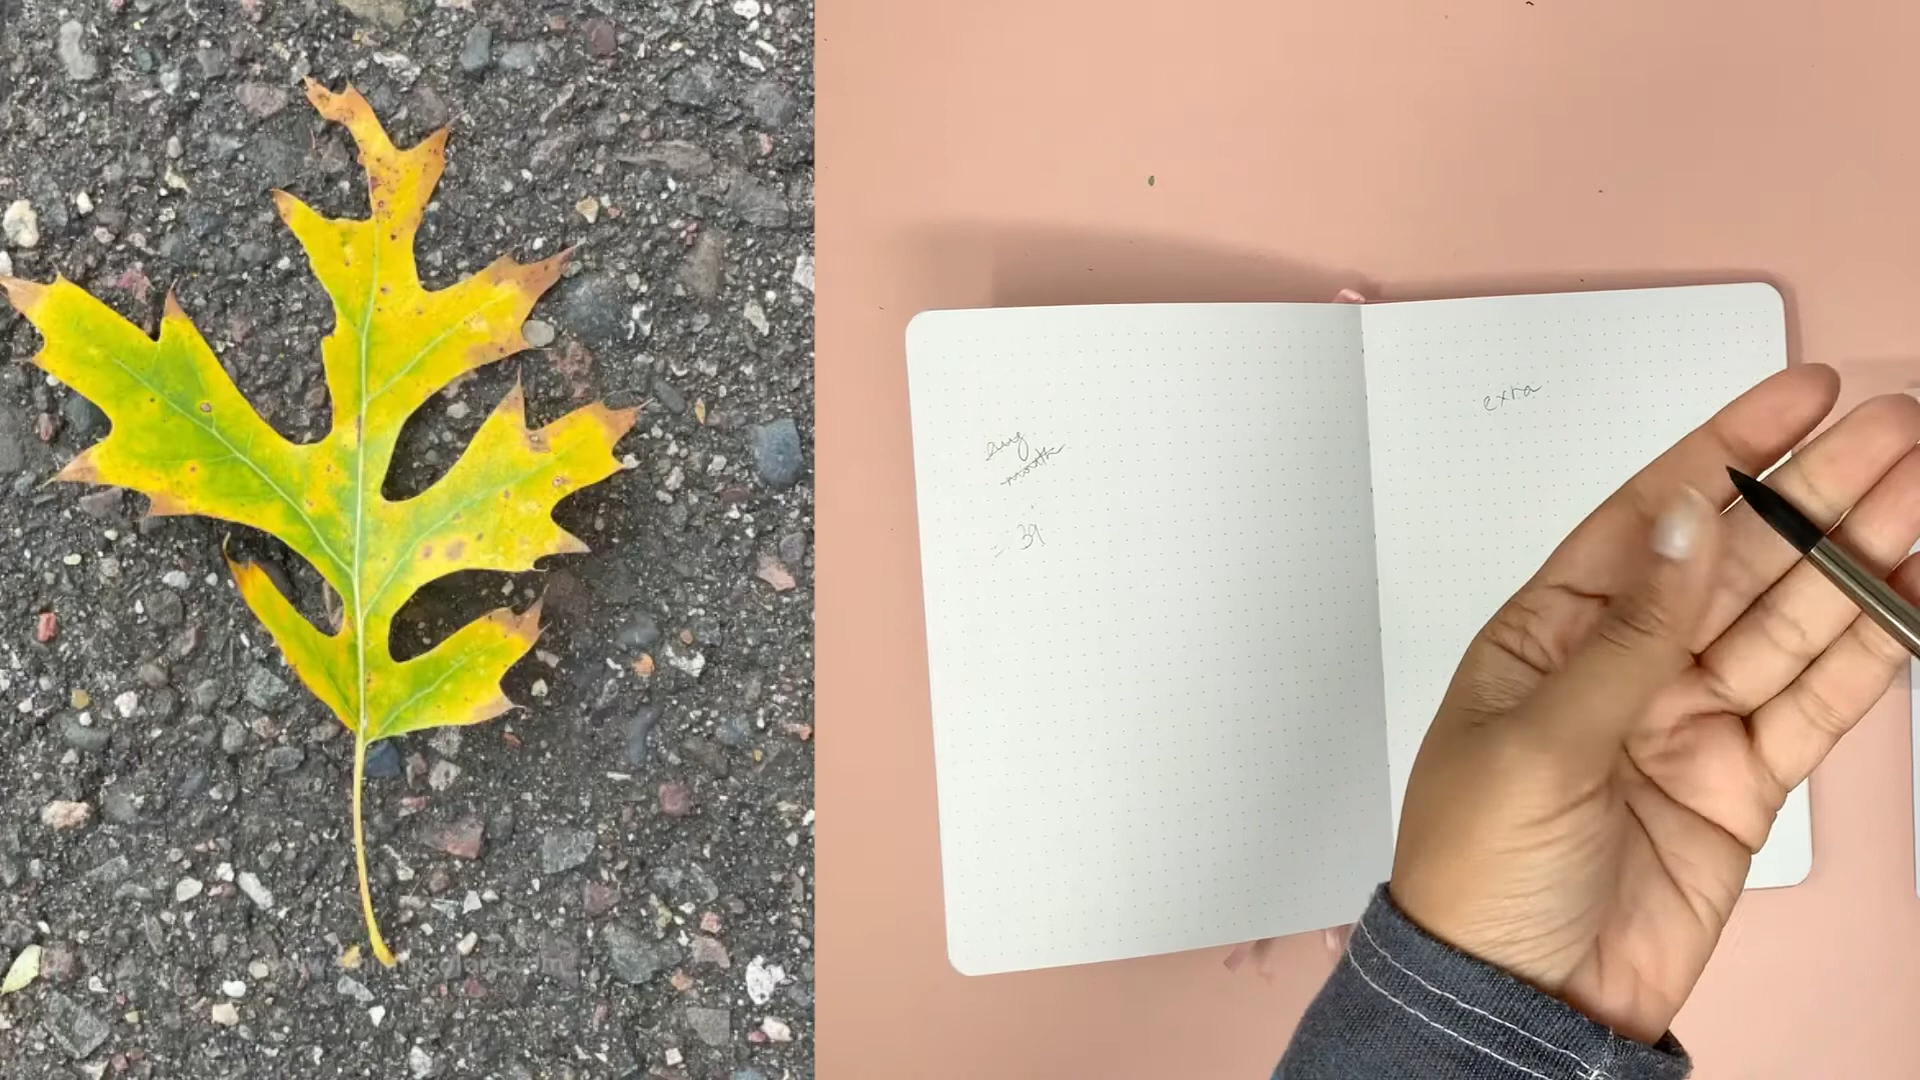 avg
month
= 39
extra